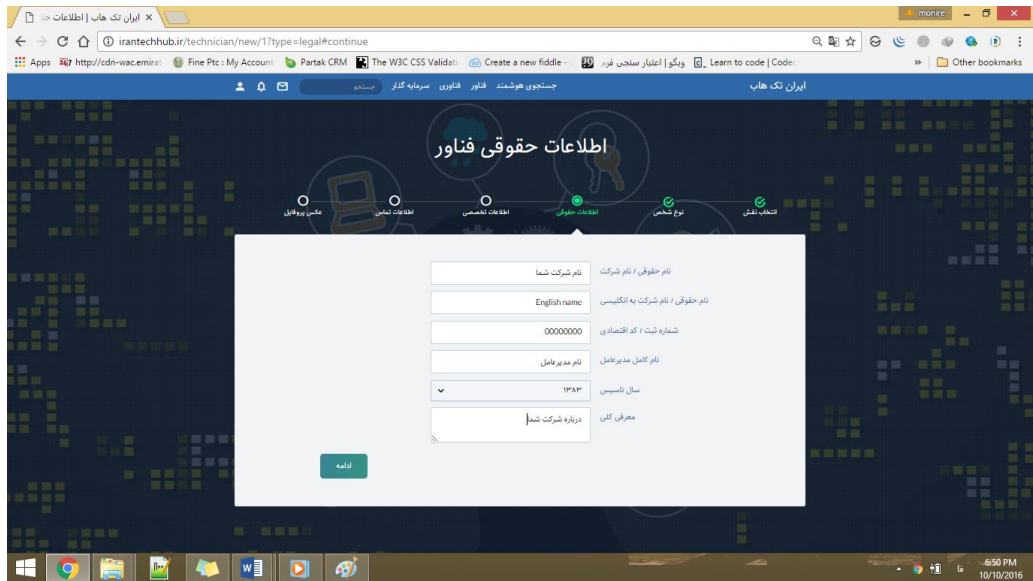 ایران تک هاب | اطلاعات حق
monire
irantechhub.ir/technician/new/1?type=legal#continue
Apps
http://cdn-wac.emirat
Fine Ptc : My Account
Partak CRM
The W3C CSS Validati
Create a new fiddle -
وبگو | اعتبار سنجی فرم
Learn to code | Codec
Other bookmarks
ایران تک هاب
جستجوی هوشمند فناور فناوری سرمایه گذار
جستجو
اطلاعات حقوقی فناور
انتخاب نقش
نوع شخص
اطلاعات حقوقی
اطلاعات تخصصی
اطلاعات تماس
عکس پروفایل
نام حقوقی / نام شرکت
نام شرکت شما
نام حقوقی / نام شرکت به انگلیسی
English name
شماره ثبت / کد اقتصادی
00000000
نام کامل مدیرعامل
نام مدیرعامل
سال تاسیس
۱۳۸۳
معرفی کلی
درباره شرکت شما
ادامه
فا
6:50 PM
10/10/2016